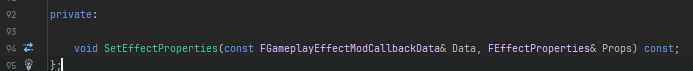 92 private:
93
94 void SetEffectProperties(const FGameplayEffectModCallbackData& Data, FEffectProperties& Props) const;
95 };